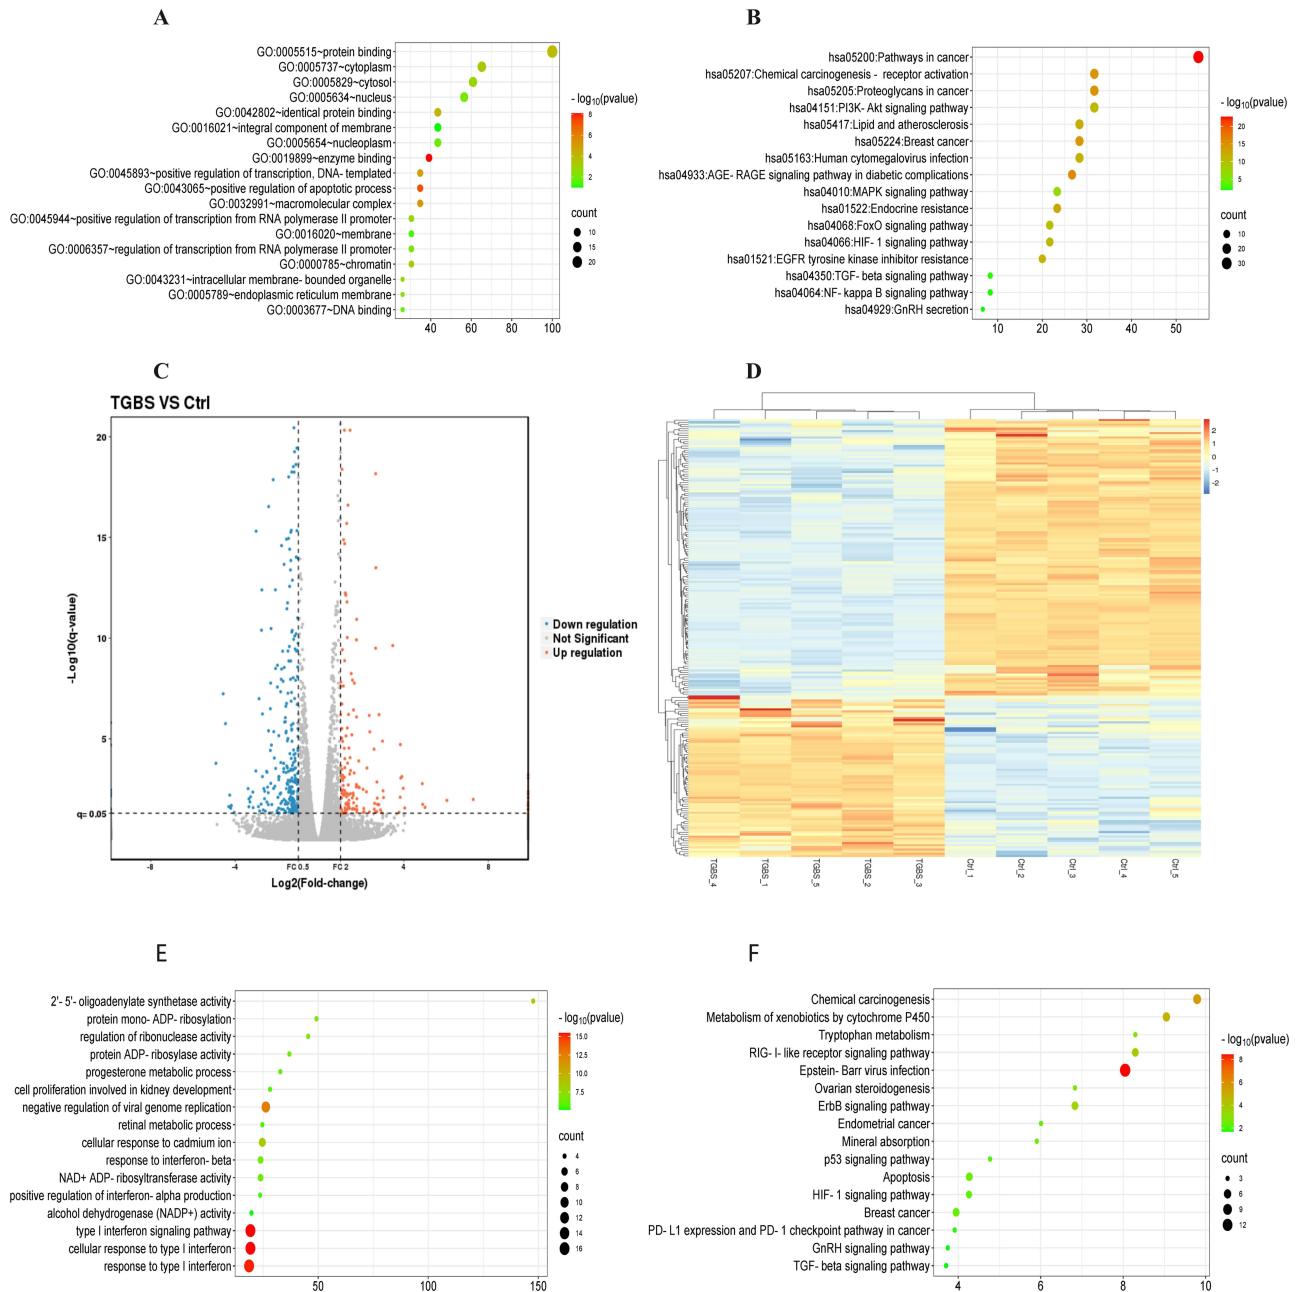 A
GO:0005515~protein binding
GO:0005737~cytoplasm
GO:0005829~cytosol
GO:0005634~nucleus
GO:0042802~identical protein binding
GO:0016021~integral component of membrane
GO:0005654~nucleoplasm
GO:0019899~enzyme binding
GO:0045893~positive regulation of transcription, DNA- templated
GO:0043065~positive regulation of apoptotic process
GO:0032991~macromolecular complex
GO:0045944~positive regulation of transcription from RNA polymerase II promoter
GO:0016020~membrane
GO:0006357~regulation of transcription from RNA polymerase II promoter
GO:0000785~chromatin
GO:0043231~intracellular membrane- bounded organelle
GO:0005789~endoplasmic reticulum membrane
GO:0003677~DNA binding
40 60 80 100
- log10(pvalue)
8
6
4
2
count
10
15
20
B
hsa05200:Pathways in cancer
hsa05207:Chemical carcinogenesis - receptor activation
hsa05205:Proteoglycans in cancer
hsa04151:PI3K- Akt signaling pathway
hsa05417:Lipid and atherosclerosis
hsa05224:Breast cancer
hsa05163:Human cytomegalovirus infection
hsa04933:AGE- RAGE signaling pathway in diabetic complications
hsa04010:MAPK signaling pathway
hsa01522:Endocrine resistance
hsa04068:FoxO signaling pathway
hsa04066:HIF- 1 signaling pathway
hsa01521:EGFR tyrosine kinase inhibitor resistance
hsa04350:TGF- beta signaling pathway
hsa04064:NF- kappa B signaling pathway
hsa04929:GnRH secretion
10 20 30 40 50
- log10(pvalue)
20
15
10
5
count
10
20
30
C
TGBS VS Ctrl
-Log10(q-value)
20
15
10
5
q= 0.05
-8 -4 FC 0.5 FC 2 4 8
Log2(Fold-change)
Down regulation
Not Significant
Up regulation
D
2
1
0
-1
-2
TGBS_4
TGBS_1
TGBS_5
TGBS_2
TGBS_3
Ctrl_1
Ctrl_2
Ctrl_3
Ctrl_4
Ctrl_5
E
2'- 5'- oligoadenylate synthetase activity
protein mono- ADP- ribosylation
regulation of ribonuclease activity
protein ADP- ribosylase activity
progesterone metabolic process
cell proliferation involved in kidney development
negative regulation of viral genome replication
retinal metabolic process
cellular response to cadmium ion
response to interferon- beta
NAD+ ADP- ribosyltransferase activity
positive regulation of interferon- alpha production
alcohol dehydrogenase (NADP+) activity
type I interferon signaling pathway
cellular response to type I interferon
response to type I interferon
50 100 150
- log10(pvalue)
15.0
12.5
10.0
7.5
count
4
6
8
10
12
14
16
F
Chemical carcinogenesis
Metabolism of xenobiotics by cytochrome P450
Tryptophan metabolism
RIG- I- like receptor signaling pathway
Epstein- Barr virus infection
Ovarian steroidogenesis
ErbB signaling pathway
Endometrial cancer
Mineral absorption
p53 signaling pathway
Apoptosis
HIF- 1 signaling pathway
Breast cancer
PD- L1 expression and PD- 1 checkpoint pathway in cancer
GnRH signaling pathway
TGF- beta signaling pathway
4 6 8 10
- log10(pvalue)
8
6
4
2
count
3
6
9
12